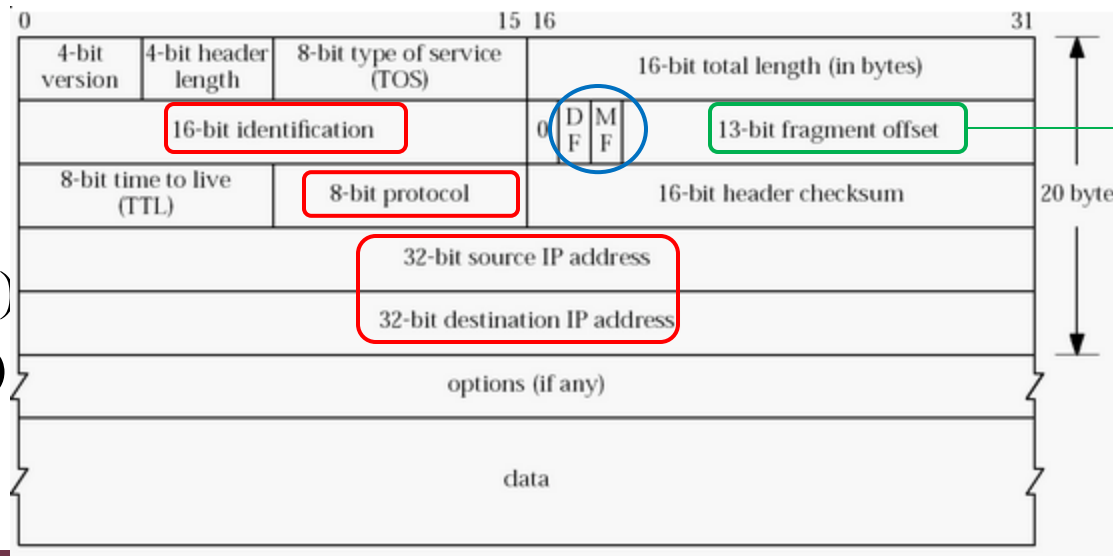 0 15 16 31
4-bit version
4-bit header length
8-bit type of service (TOS)
16-bit total length (in bytes)
16-bit identification
0
DF
MF
13-bit fragment offset
8-bit time to live (TTL)
8-bit protocol
16-bit header checksum
20 byte
32-bit source IP address
)
32-bit destination IP address
)
options (if any)
data